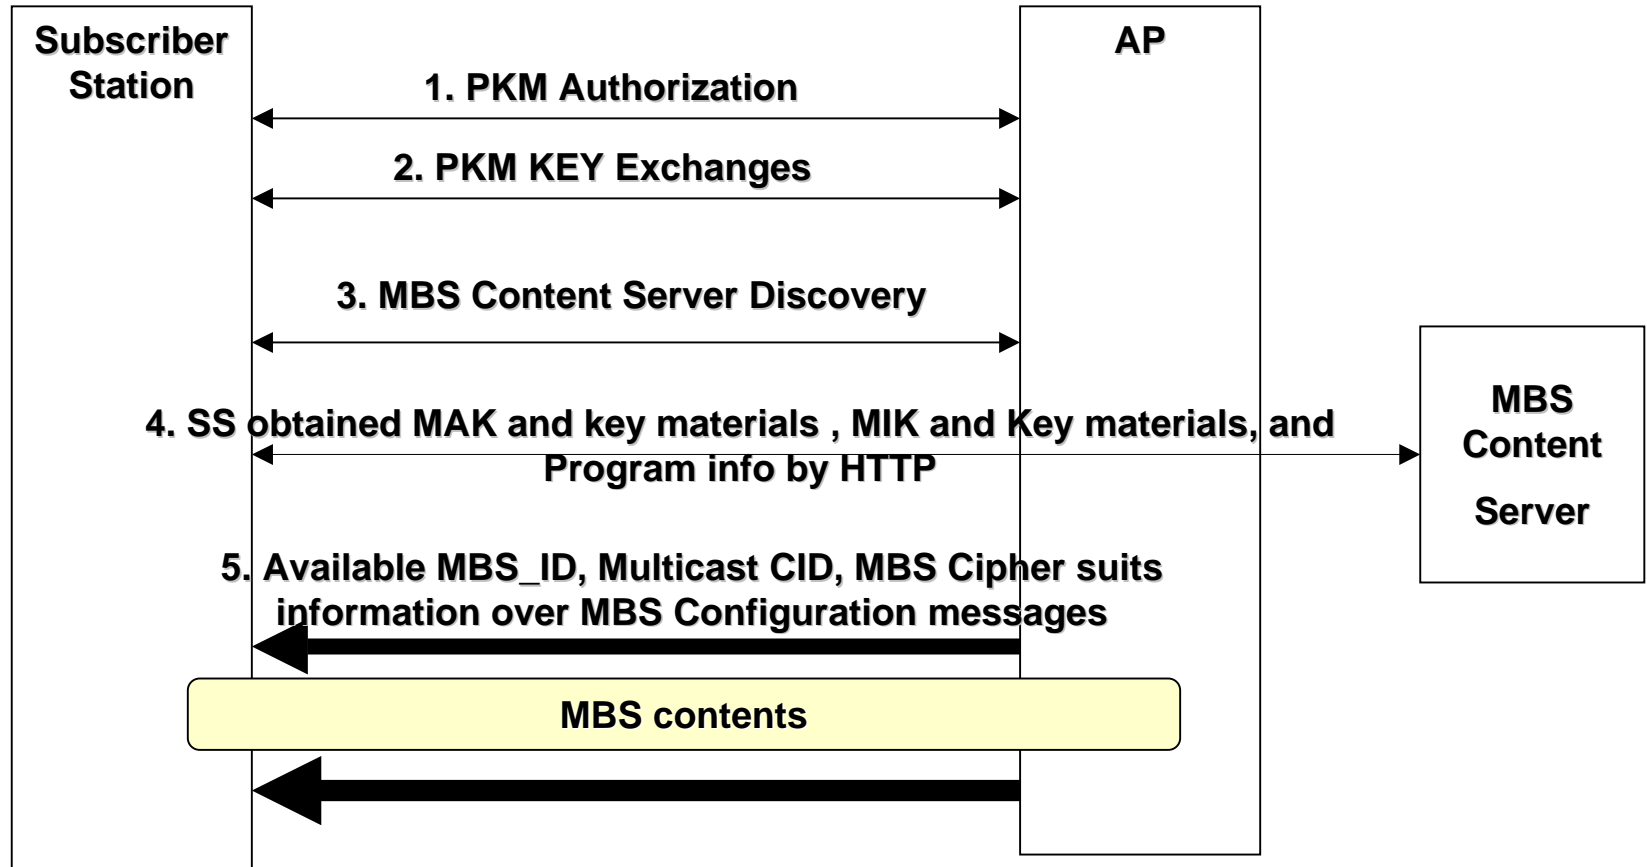 Subscriber
Station
AP
1. PKM Authorization
2. PKM KEY Exchanges
3. MBS Content Server Discovery
4. SS obtained MAK and key materials , MIK and Key materials, and
Program info by HTTP
MBS
Content
Server
5. Available MBS_ID, Multicast CID, MBS Cipher suits
information over MBS Configuration messages
MBS contents